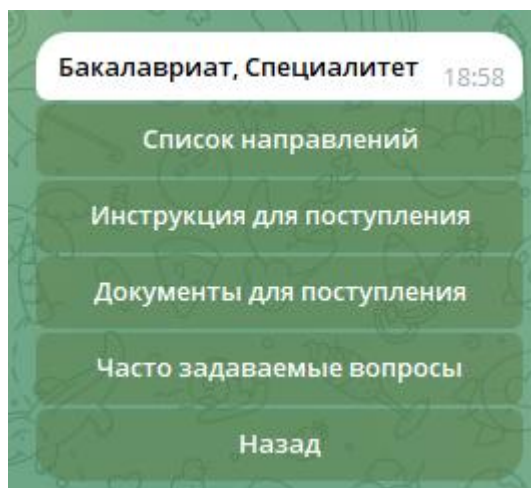 Бакалавриат, Специалитет 18:58
Список направлений
Инструкция для поступления
Документы для поступления
Часто задаваемые вопросы
Назад